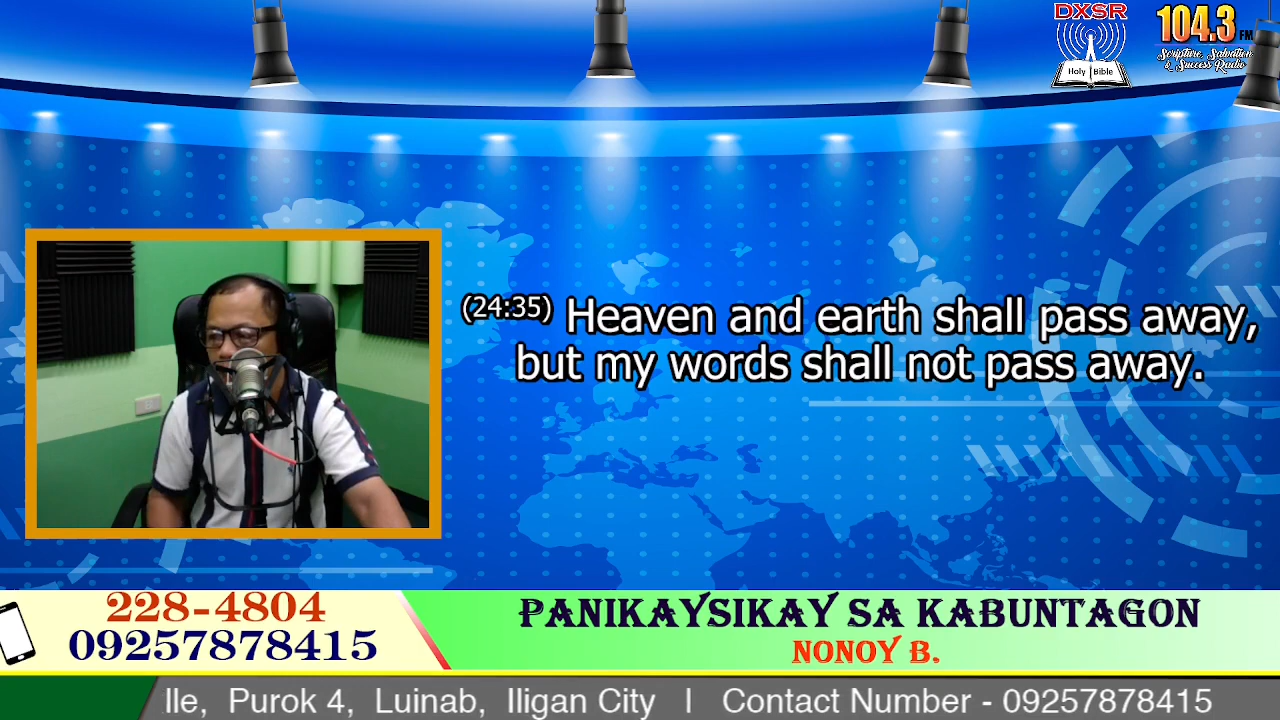 DXSR
Holy Bible
104.3 FM
Scripture, Salvation
& Success Radio
(24:35) Heaven and earth shall pass away,
but my words shall not pass away.
228-4804
09257878415
PANIKAYSIKAY SA KABUNTAGON
NONOY B.
lle, Purok 4, Luinab, Iligan City | Contact Number - 09257878415